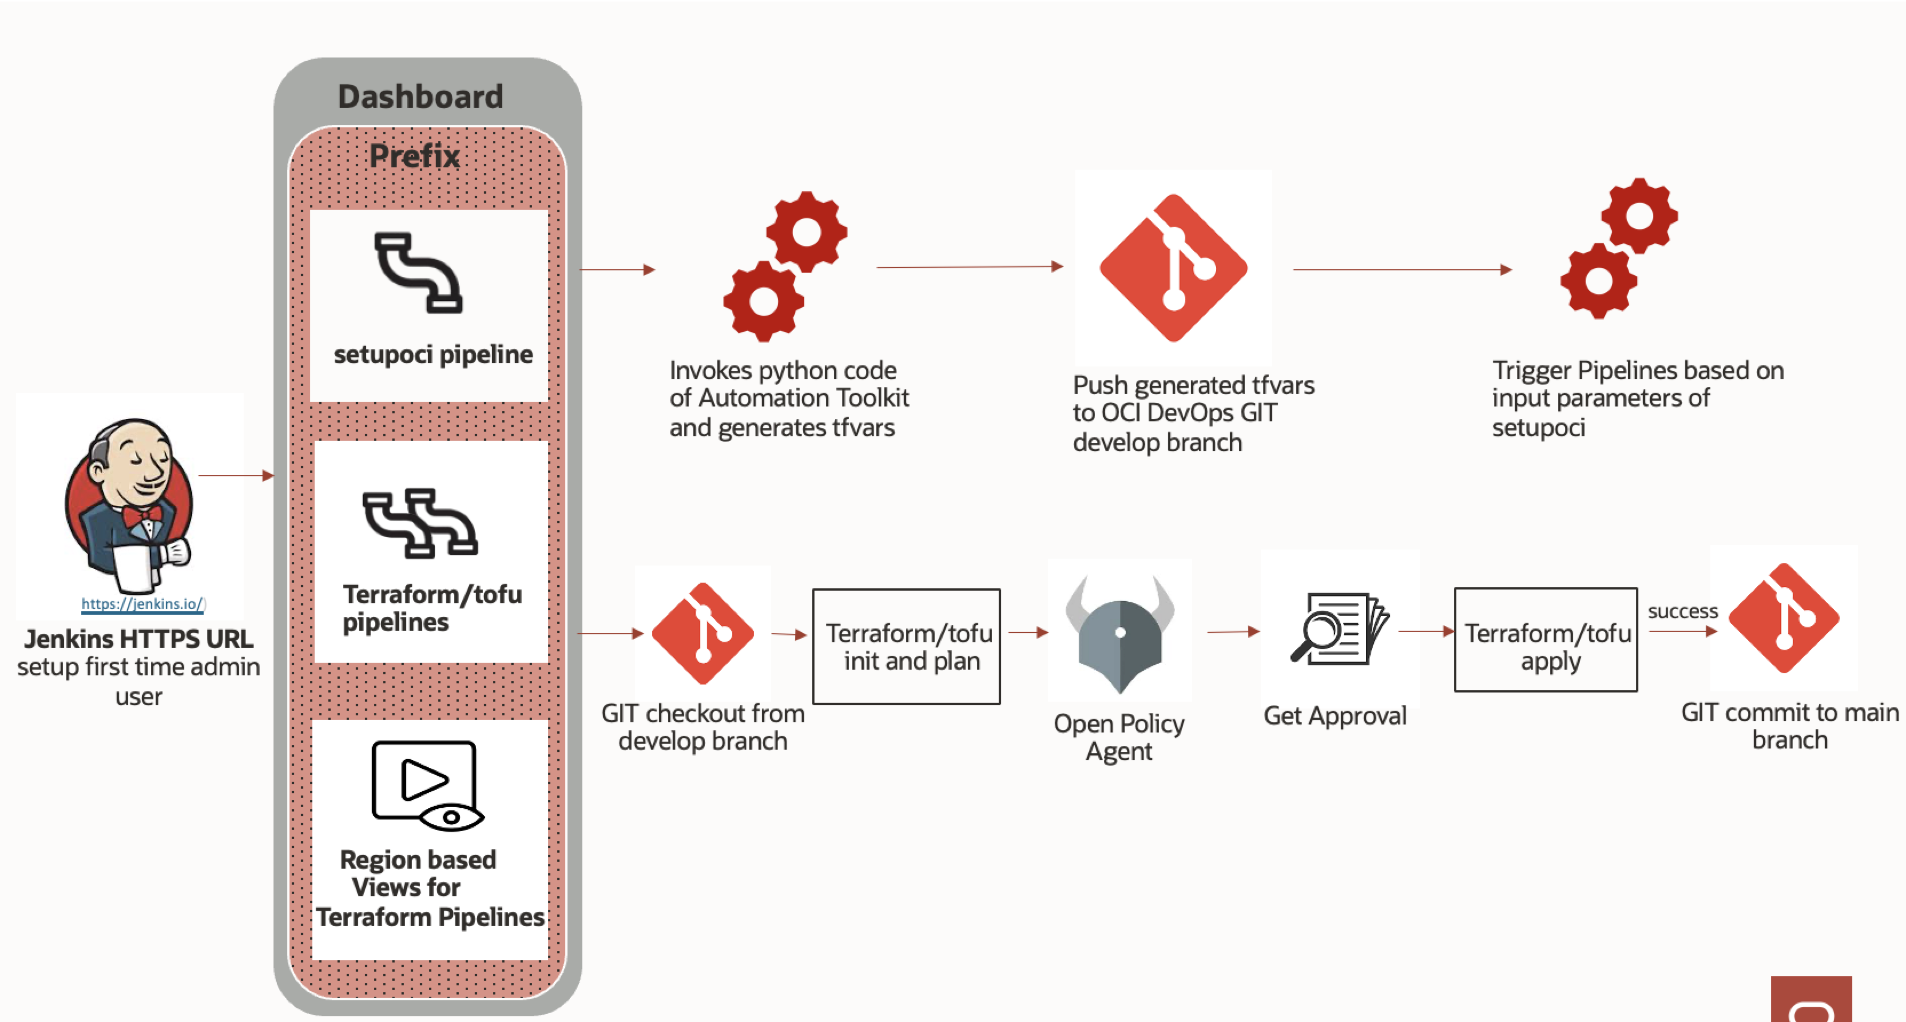 Dashboard
Prefix
setupoci pipeline
Terraform/tofu
pipelines
Region based
Views for
Terraform Pipelines
https://jenkins.io/)
Jenkins HTTPS URL
setup first time admin
user
Invokes python code
of Automation Toolkit
and generates tfvars
Push generated tfvars
to OCI DevOps GIT
develop branch
Trigger Pipelines based on
input parameters of
setupoci
GIT checkout from
develop branch
Terraform/tofu
init and plan
Open Policy
Agent
Get Approval
Terraform/tofu
apply
success
GIT commit to main
branch